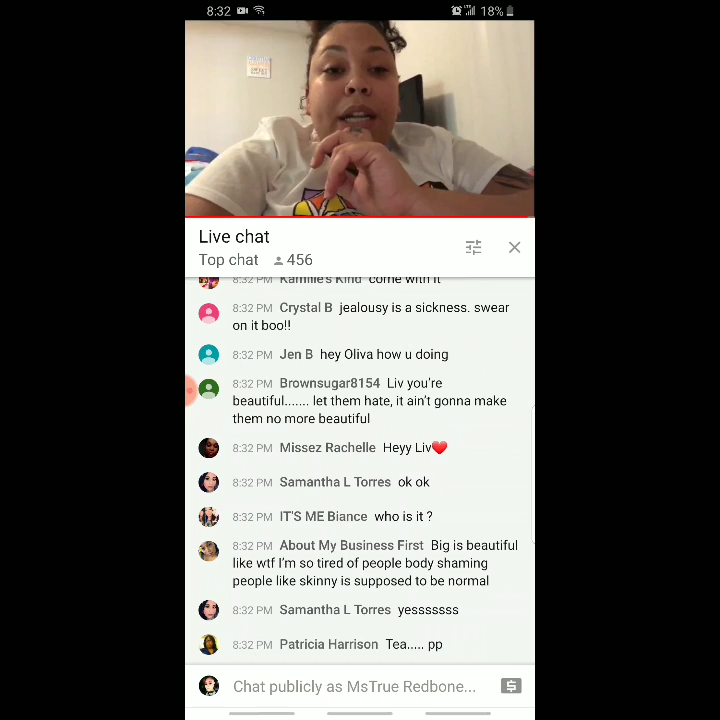 8:32 18%
Live chat
Top chat 456
8:32 PM Kamille's Kind come with it
8:32 PM Crystal B jealousy is a sickness. swear
on it boo!!
8:32 PM Jen B hey Oliva how u doing
8:32 PM Brownsugar8154 Liv you're
beautiful....... let them hate, it ain't gonna make
them no more beautiful
8:32 PM Missez Rachelle Heyy Liv❤️
8:32 PM Samantha L Torres ok ok
8:32 PM IT'S ME Biance who is it ?
8:32 PM About My Business First Big is beautiful
like wtf I'm so tired of people body shaming
people like skinny is supposed to be normal
8:32 PM Samantha L Torres yesssssss
8:32 PM Patricia Harrison Tea..... pp
Chat publicly as MsTrue Redbone...